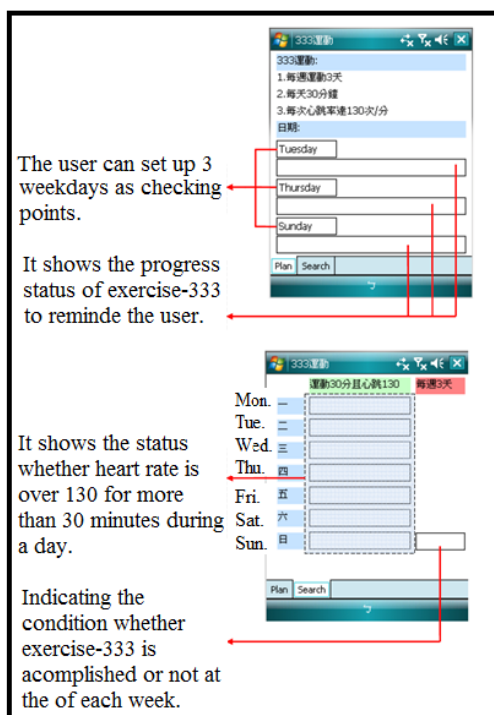 333運動
333運動:
1.每週運動3天
2.每天30分鐘
3.每次心跳率達130次/分
日期:
Tuesday
Thursday
Sunday
Plan Search
The user can set up 3
weekdays as checking
points.
It shows the progress
status of exercise-333
to reminde the user.
333運動
運動30分且心跳130 每週3天
Mon. 一
Tue. 二
Wed. 三
Thu. 四
Fri. 五
Sat. 六
Sun. 日
Plan Search
It shows the status
whether heart rate is
over 130 for more
than 30 minutes during
a day.
Indicating the
condition whether
exercise-333 is
acomplished or not at
the of each week.